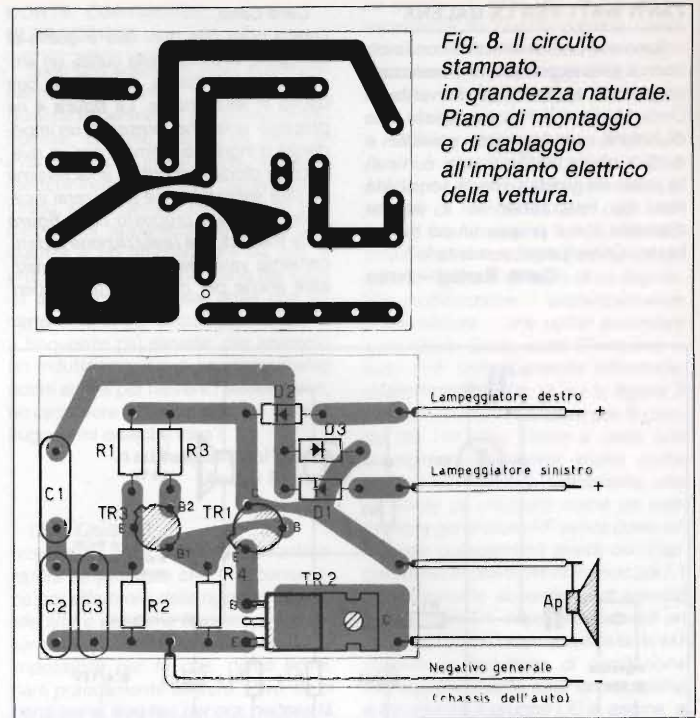 Fig. 8. Il circuito
stampato,
in grandezza naturale.
Piano di montaggio
e di cablaggio
all'impianto elettrico
della vettura.
D2
Lampeggiatore destro
+
R1
R3
D3
Lampeggiatore sinistro
+
C1
TR3
B2
TR1
C
D1
E
B
B1
E
R4
TR2
C2
C3
R2
B
C
E
Ap
Negativo generale
-
(chassis dell'auto)